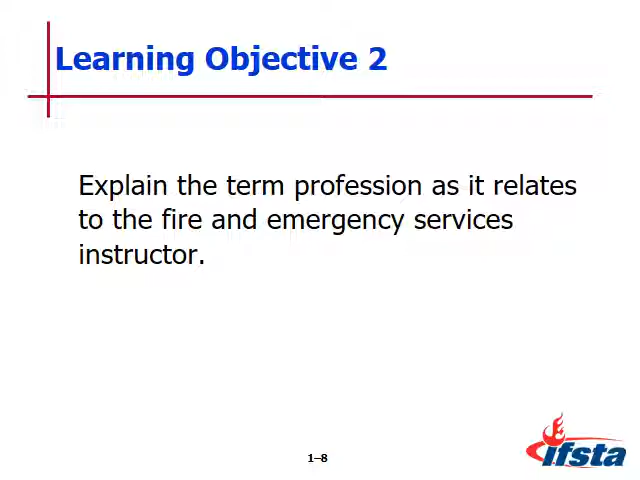 Learning Objective 2
Explain the term profession as it relates
to the fire and emergency services
instructor.
1–8
ifsta